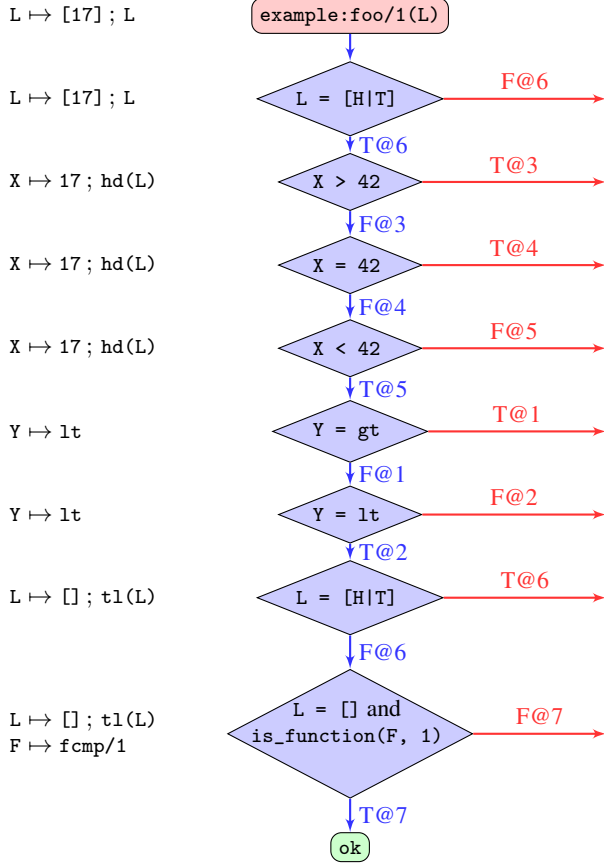 L ↦ [17] ; L
example:foo/1(L)
L ↦ [17] ; L
L = [H|T]
F@6
T@6
X ↦ 17 ; hd(L)
X > 42
T@3
F@3
X ↦ 17 ; hd(L)
X = 42
T@4
F@4
X ↦ 17 ; hd(L)
X < 42
F@5
T@5
Y ↦ lt
Y = gt
T@1
F@1
Y ↦ lt
Y = lt
F@2
T@2
L ↦ [] ; tl(L)
L = [H|T]
T@6
F@6
L ↦ [] ; tl(L)
F ↦ fcmp/1
L = [] and
is_function(F, 1)
F@7
T@7
ok